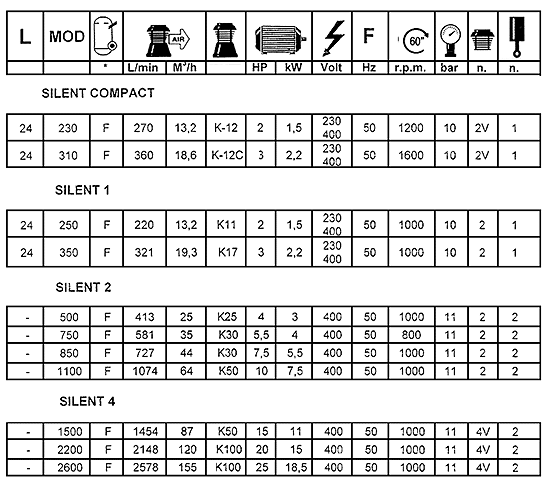 L MOD AIR F 60"
* L/min M³/h HP kW Volt Hz r.p.m. bar n. n.
SILENT COMPACT
24 230 F 270 13,2 K-12 2 1,5 230 400 50 1200 10 2V 1
24 310 F 360 18,6 K-12C 3 2,2 230 400 50 1600 10 2V 1
SILENT 1
24 250 F 220 13,2 K11 2 1,5 230 400 50 1000 10 2 1
24 350 F 321 19,3 K17 3 2,2 230 400 50 1000 10 2 1
SILENT 2
- 500 F 413 25 K25 4 3 400 50 1000 11 2 2
- 750 F 581 35 K30 5,5 4 400 50 800 11 2 2
- 850 F 727 44 K30 7,5 5,5 400 50 1000 11 2 2
- 1100 F 1074 64 K50 10 7,5 400 50 1000 11 2 2
SILENT 4
- 1500 F 1454 87 K50 15 11 400 50 1000 11 4V 2
- 2200 F 2148 120 K100 20 15 400 50 1000 11 4V 2
- 2600 F 2578 155 K100 25 18,5 400 50 1000 11 4V 2